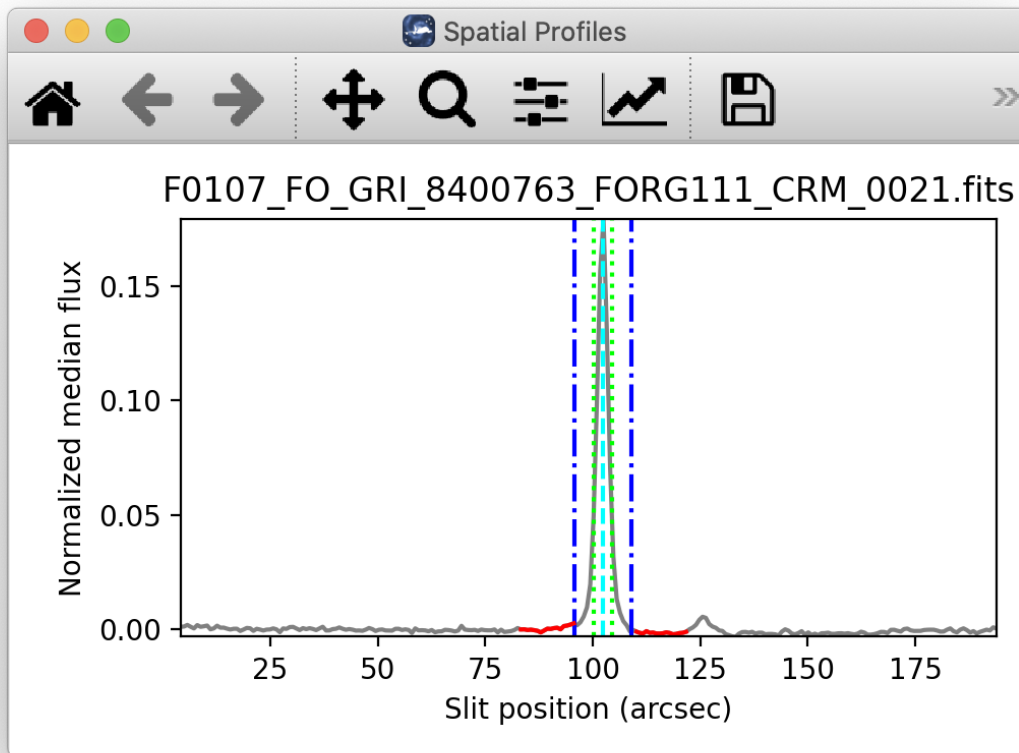 Spatial Profiles
F0107_FO_GRI_8400763_FORG111_CRM_0021.fits
Normalized median flux
0.15
0.10
0.05
0.00
25 50 75 100 125 150 175
Slit position (arcsec)